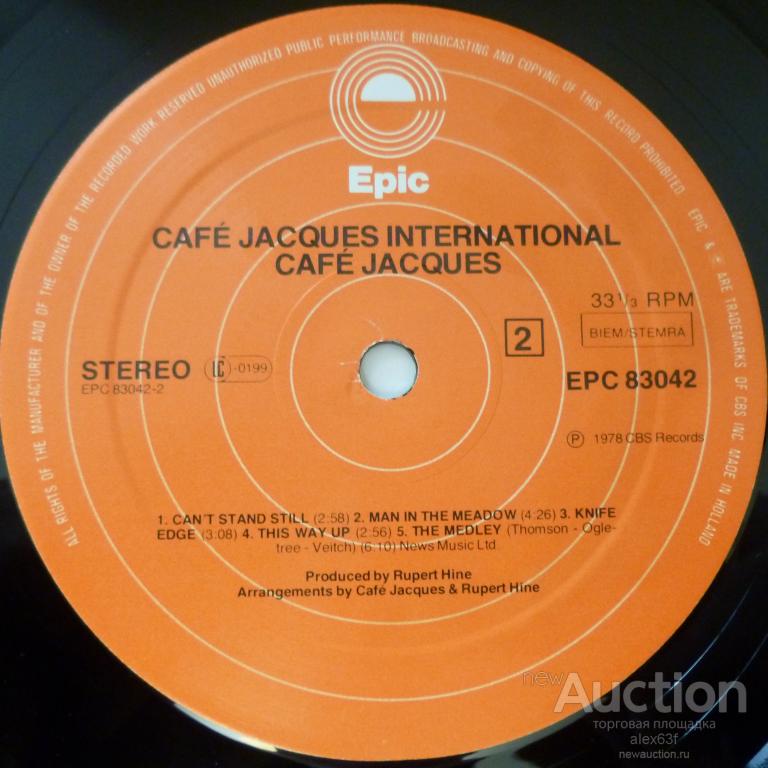 ALL RIGHTS OF THE MANUFACTURER AND OF THE OWNER OF THE RECORDED WORK RESERVED UNAUTHORIZED PUBLIC PERFORMANCE BROADCASTING AND COPYING OF THIS RECORD PROHIBITED EPIC & ℗ ARE TRADEMARKS OF CBS INC MADE IN HOLLAND
Epic
CAFÉ JACQUES INTERNATIONAL
CAFÉ JACQUES
33 1/3 RPM
2
BIEM/STEMRA
STEREO LC-0199
EPC 83042
EPC 83042-2
℗ 1978 CBS Records
1. CAN'T STAND STILL (2:58) 2. MAN IN THE MEADOW (4:26) 3. KNIFE
EDGE (3:08) 4. THIS WAY UP (2:56) 5. THE MEDLEY (Thomson - Ogle-
tree - Veitch) (6:10) News Music Ltd
Produced by Rupert Hine
Arrangements by Café Jacques & Rupert Hine
newAuction
торговая площадка
alex63f
newauction.ru